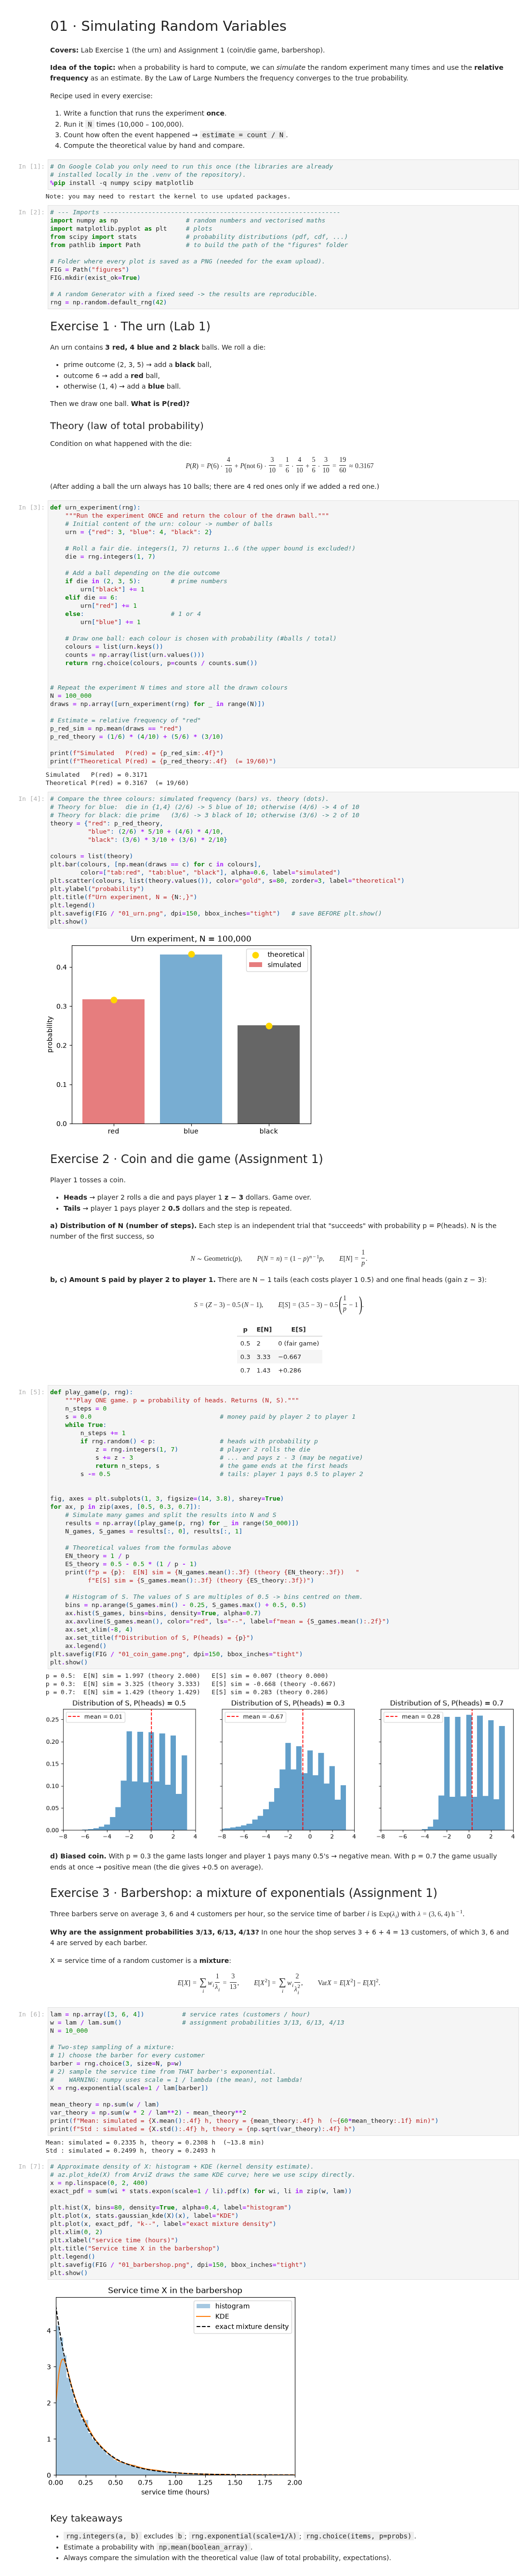 01 · Simulating Random Variables
Covers: Lab Exercise 1 (the urn) and Assignment 1 (coin/die game, barbershop).
Idea of the topic: when a probability is hard to compute, we can simulate the random experiment many times and use the relative
frequency as an estimate. By the Law of Large Numbers the frequency converges to the true probability.
Recipe used in every exercise:
1. Write a function that runs the experiment once.
2. Run it N times (10,000 – 100,000).
3. Count how often the event happened → estimate = count / N .
4. Compute the theoretical value by hand and compare.
In [1]: # On Google Colab you only need to run this once (the libraries are already
# installed locally in the .venv of the repository).
%pip install -q numpy scipy matplotlib
Note: you may need to restart the kernel to use updated packages.
In [2]: # --- Imports -------------------------------------------------------------
import numpy as np # random numbers and vectorised maths
import matplotlib.pyplot as plt # plots
from scipy import stats # probability distributions (pdf, cdf, ...)
from pathlib import Path # to build the path of the "figures" folder
# Folder where every plot is saved as a PNG (needed for the exam upload).
FIG = Path("figures")
FIG.mkdir(exist_ok=True)
# A random Generator with a fixed seed -> the results are reproducible.
rng = np.random.default_rng(42)
Exercise 1 · The urn (Lab 1)
An urn contains 3 red, 4 blue and 2 black balls. We roll a die:
• prime outcome (2, 3, 5) → add a black ball,
• outcome 6 → add a red ball,
• otherwise (1, 4) → add a blue ball.
Then we draw one ball. What is P(red)?
Theory (law of total probability)
Condition on what happened with the die:
P(R) = P(6) · 4/10 + P(not 6) · 3/10 = 1/6 · 4/10 + 5/6 · 3/10 = 19/60 ≈ 0.3167
(After adding a ball the urn always has 10 balls; there are 4 red ones only if we added a red one.)
In [3]: def urn_experiment(rng):
"""Run the experiment ONCE and return the colour of the drawn ball."""
# Initial content of the urn: colour -> number of balls
urn = {"red": 3, "blue": 4, "black": 2}
# Roll a fair die. integers(1, 7) returns 1..6 (the upper bound is excluded!)
die = rng.integers(1, 7)
# Add a ball depending on the die outcome
if die in (2, 3, 5): # prime numbers
urn["black"] += 1
elif die == 6:
urn["red"] += 1
else: # 1 or 4
urn["blue"] += 1
# Draw one ball: each colour is chosen with probability (#balls / total)
colours = list(urn.keys())
counts = np.array(list(urn.values()))
return rng.choice(colours, p=counts / counts.sum())
# Repeat the experiment N times and store all the drawn colours
N = 100_000
draws = np.array([urn_experiment(rng) for _ in range(N)])
# Estimate = relative frequency of "red"
p_red_sim = np.mean(draws == "red")
p_red_theory = (1/6) * (4/10) + (5/6) * (3/10)
print(f"Simulated   P(red) = {p_red_sim:.4f}")
print(f"Theoretical P(red) = {p_red_theory:.4f}  (= 19/60)")
Simulated   P(red) = 0.3171
Theoretical P(red) = 0.3167  (= 19/60)
In [4]: # Compare the three colours: simulated frequency (bars) vs. theory (dots).
# Theory for blue:  die in {1,4} (2/6) -> 5 blue of 10; otherwise (4/6) -> 4 of 10
# Theory for black: die prime   (3/6) -> 3 black of 10; otherwise (3/6) -> 2 of 10
theory = {"red": p_red_theory,
"blue": (2/6) * 5/10 + (4/6) * 4/10,
"black": (3/6) * 3/10 + (3/6) * 2/10}
colours = list(theory)
plt.bar(colours, [np.mean(draws == c) for c in colours],
color=["tab:red", "tab:blue", "black"], alpha=0.6, label="simulated")
plt.scatter(colours, list(theory.values()), color="gold", s=80, zorder=3, label="theoretical")
plt.ylabel("probability")
plt.title(f"Urn experiment, N = {N:,}")
plt.legend()
plt.savefig(FIG / "01_urn.png", dpi=150, bbox_inches="tight")   # save BEFORE plt.show()
plt.show()
Urn experiment, N = 100,000
theoretical
simulated
probability
0.4
0.3
0.2
0.1
0.0
red blue black
Exercise 2 · Coin and die game (Assignment 1)
Player 1 tosses a coin.
• Heads → player 2 rolls a die and pays player 1 z − 3 dollars. Game over.
• Tails → player 1 pays player 2 0.5 dollars and the step is repeated.
a) Distribution of N (number of steps). Each step is an independent trial that "succeeds" with probability p = P(heads). N is the
number of the first success, so
N ∼ Geometric(p), P(N = n) = (1 − p)ⁿ⁻¹p, E[N] = 1/p.
b, c) Amount S paid by player 2 to player 1. There are N − 1 tails (each costs player 1 0.5) and one final heads (gain z − 3):
S = (Z − 3) − 0.5 (N − 1), E[S] = (3.5 − 3) − 0.5(1/p − 1).
p E[N] E[S]
0.5 2 0 (fair game)
0.3 3.33 −0.667
0.7 1.43 +0.286
In [5]: def play_game(p, rng):
"""Play ONE game. p = probability of heads. Returns (N, S)."""
n_steps = 0
s = 0.0 # money paid by player 2 to player 1
while True:
n_steps += 1
if rng.random() < p: # heads with probability p
z = rng.integers(1, 7) # player 2 rolls the die
s += z - 3 # ... and pays z - 3 (may be negative)
return n_steps, s # the game ends at the first heads
s -= 0.5 # tails: player 1 pays 0.5 to player 2
fig, axes = plt.subplots(1, 3, figsize=(14, 3.8), sharey=True)
for ax, p in zip(axes, [0.5, 0.3, 0.7]):
# Simulate many games and split the results into N and S
results = np.array([play_game(p, rng) for _ in range(50_000)])
N_games, S_games = results[:, 0], results[:, 1]
# Theoretical values from the formulas above
EN_theory = 1 / p
ES_theory = 0.5 - 0.5 * (1 / p - 1)
print(f"p = {p}:  E[N] sim = {N_games.mean():.3f} (theory {EN_theory:.3f})   "
f"E[S] sim = {S_games.mean():.3f} (theory {ES_theory:.3f})")
# Histogram of S. The values of S are multiples of 0.5 -> bins centred on them.
bins = np.arange(S_games.min() - 0.25, S_games.max() + 0.5, 0.5)
ax.hist(S_games, bins=bins, density=True, alpha=0.7)
ax.axvline(S_games.mean(), color="red", ls="--", label=f"mean = {S_games.mean():.2f}")
ax.set_xlim(-8, 4)
ax.set_title(f"Distribution of S, P(heads) = {p}")
ax.legend()
plt.savefig(FIG / "01_coin_game.png", dpi=150, bbox_inches="tight")
plt.show()
p = 0.5:  E[N] sim = 1.997 (theory 2.000)   E[S] sim = 0.007 (theory 0.000)
p = 0.3:  E[N] sim = 3.325 (theory 3.333)   E[S] sim = -0.668 (theory -0.667)
p = 0.7:  E[N] sim = 1.429 (theory 1.429)   E[S] sim = 0.283 (theory 0.286)
Distribution of S, P(heads) = 0.5 Distribution of S, P(heads) = 0.3 Distribution of S, P(heads) = 0.7
mean = 0.01 mean = -0.67 mean = 0.28
0.25
0.20
0.15
0.10
0.05
0.00
−8 −6 −4 −2 0 2 4 −8 −6 −4 −2 0 2 4 −8 −6 −4 −2 0 2 4
d) Biased coin. With p = 0.3 the game lasts longer and player 1 pays many 0.5's → negative mean. With p = 0.7 the game usually
ends at once → positive mean (the die gives +0.5 on average).
Exercise 3 · Barbershop: a mixture of exponentials (Assignment 1)
Three barbers serve on average 3, 6 and 4 customers per hour, so the service time of barber i is Exp(λᵢ) with λ = (3, 6, 4) h⁻¹.
Why are the assignment probabilities 3/13, 6/13, 4/13? In one hour the shop serves 3 + 6 + 4 = 13 customers, of which 3, 6 and
4 are served by each barber.
X = service time of a random customer is a mixture:
E[X] = ∑ᵢ wᵢ 1/λᵢ = 3/13, E[X²] = ∑ᵢ wᵢ 2/λᵢ², VarX = E[X²] − E[X]².
In [6]: lam = np.array([3, 6, 4]) # service rates (customers / hour)
w = lam / lam.sum() # assignment probabilities 3/13, 6/13, 4/13
N = 10_000
# Two-step sampling of a mixture:
# 1) choose the barber for every customer
barber = rng.choice(3, size=N, p=w)
# 2) sample the service time from THAT barber's exponential.
#    WARNING: numpy uses scale = 1 / lambda (the mean), not lambda!
X = rng.exponential(scale=1 / lam[barber])
mean_theory = np.sum(w / lam)
var_theory = np.sum(w * 2 / lam**2) - mean_theory**2
print(f"Mean: simulated = {X.mean():.4f} h, theory = {mean_theory:.4f} h  (~{60*mean_theory:.1f} min)")
print(f"Std : simulated = {X.std():.4f} h, theory = {np.sqrt(var_theory):.4f} h")
Mean: simulated = 0.2335 h, theory = 0.2308 h  (~13.8 min)
Std : simulated = 0.2499 h, theory = 0.2493 h
In [7]: # Approximate density of X: histogram + KDE (kernel density estimate).
# az.plot_kde(X) from ArviZ draws the same KDE curve; here we use scipy directly.
x = np.linspace(0, 2, 400)
exact_pdf = sum(wi * stats.expon(scale=1 / li).pdf(x) for wi, li in zip(w, lam))
plt.hist(X, bins=80, density=True, alpha=0.4, label="histogram")
plt.plot(x, stats.gaussian_kde(X)(x), label="KDE")
plt.plot(x, exact_pdf, "k--", label="exact mixture density")
plt.xlim(0, 2)
plt.xlabel("service time (hours)")
plt.title("Service time X in the barbershop")
plt.legend()
plt.savefig(FIG / "01_barbershop.png", dpi=150, bbox_inches="tight")
plt.show()
Service time X in the barbershop
histogram
KDE
exact mixture density
4
3
2
1
0
0.00 0.25 0.50 0.75 1.00 1.25 1.50 1.75 2.00
service time (hours)
Key takeaways
• rng.integers(a, b) excludes b ; rng.exponential(scale=1/λ) ; rng.choice(items, p=probs) .
• Estimate a probability with np.mean(boolean_array) .
• Always compare the simulation with the theoretical value (law of total probability, expectations).